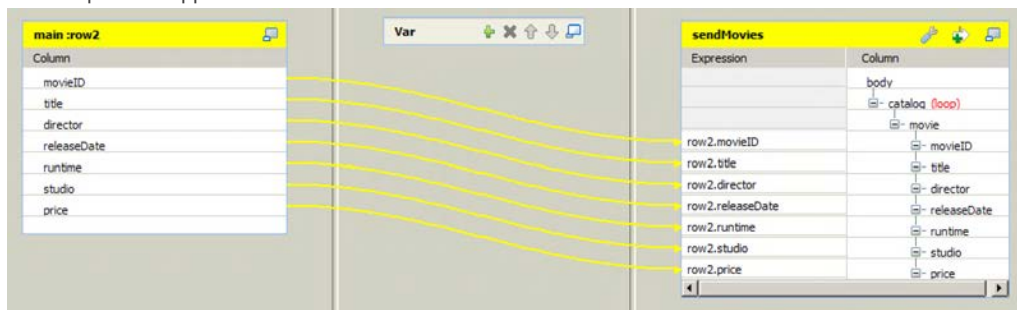 main :row2
Column
movieID
title
director
releaseDate
runtime
studio
price
Var
sendMovies
Expression Column
body
catalog (loop)
movie
row2.movieID movieID
row2.title title
row2.director director
row2.releaseDate releaseDate
row2.runtime runtime
row2.studio studio
row2.price price